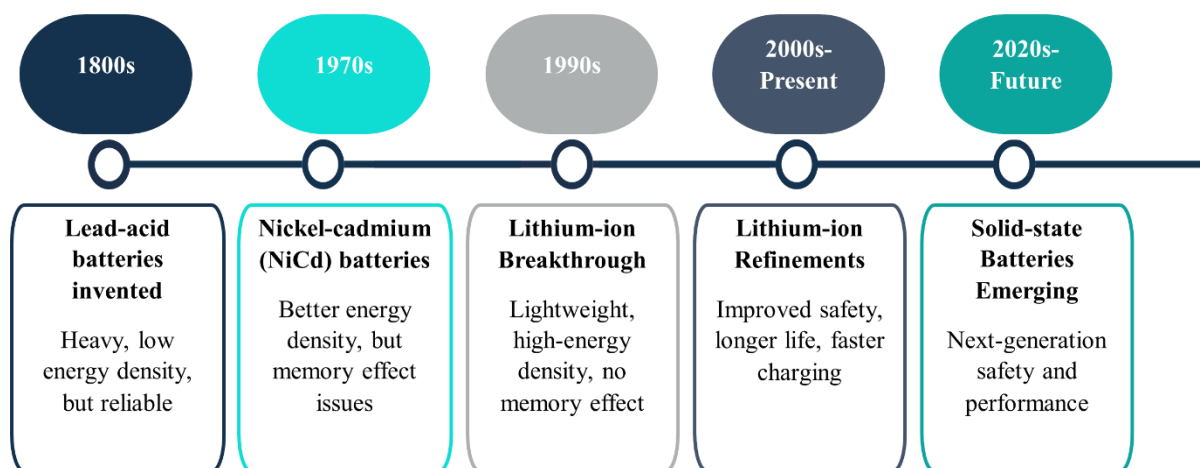 1800s
1970s
1990s
2000s-
Present
2020s-
Future
Lead-acid
batteries
invented
Heavy, low
energy density,
but reliable
Nickel-cadmium
(NiCd) batteries
Better energy
density, but
memory effect
issues
Lithium-ion
Breakthrough
Lightweight,
high-energy
density, no
memory effect
Lithium-ion
Refinements
Improved safety,
longer life, faster
charging
Solid-state
Batteries
Emerging
Next-generation
safety and
performance